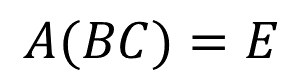 A(BC) = E